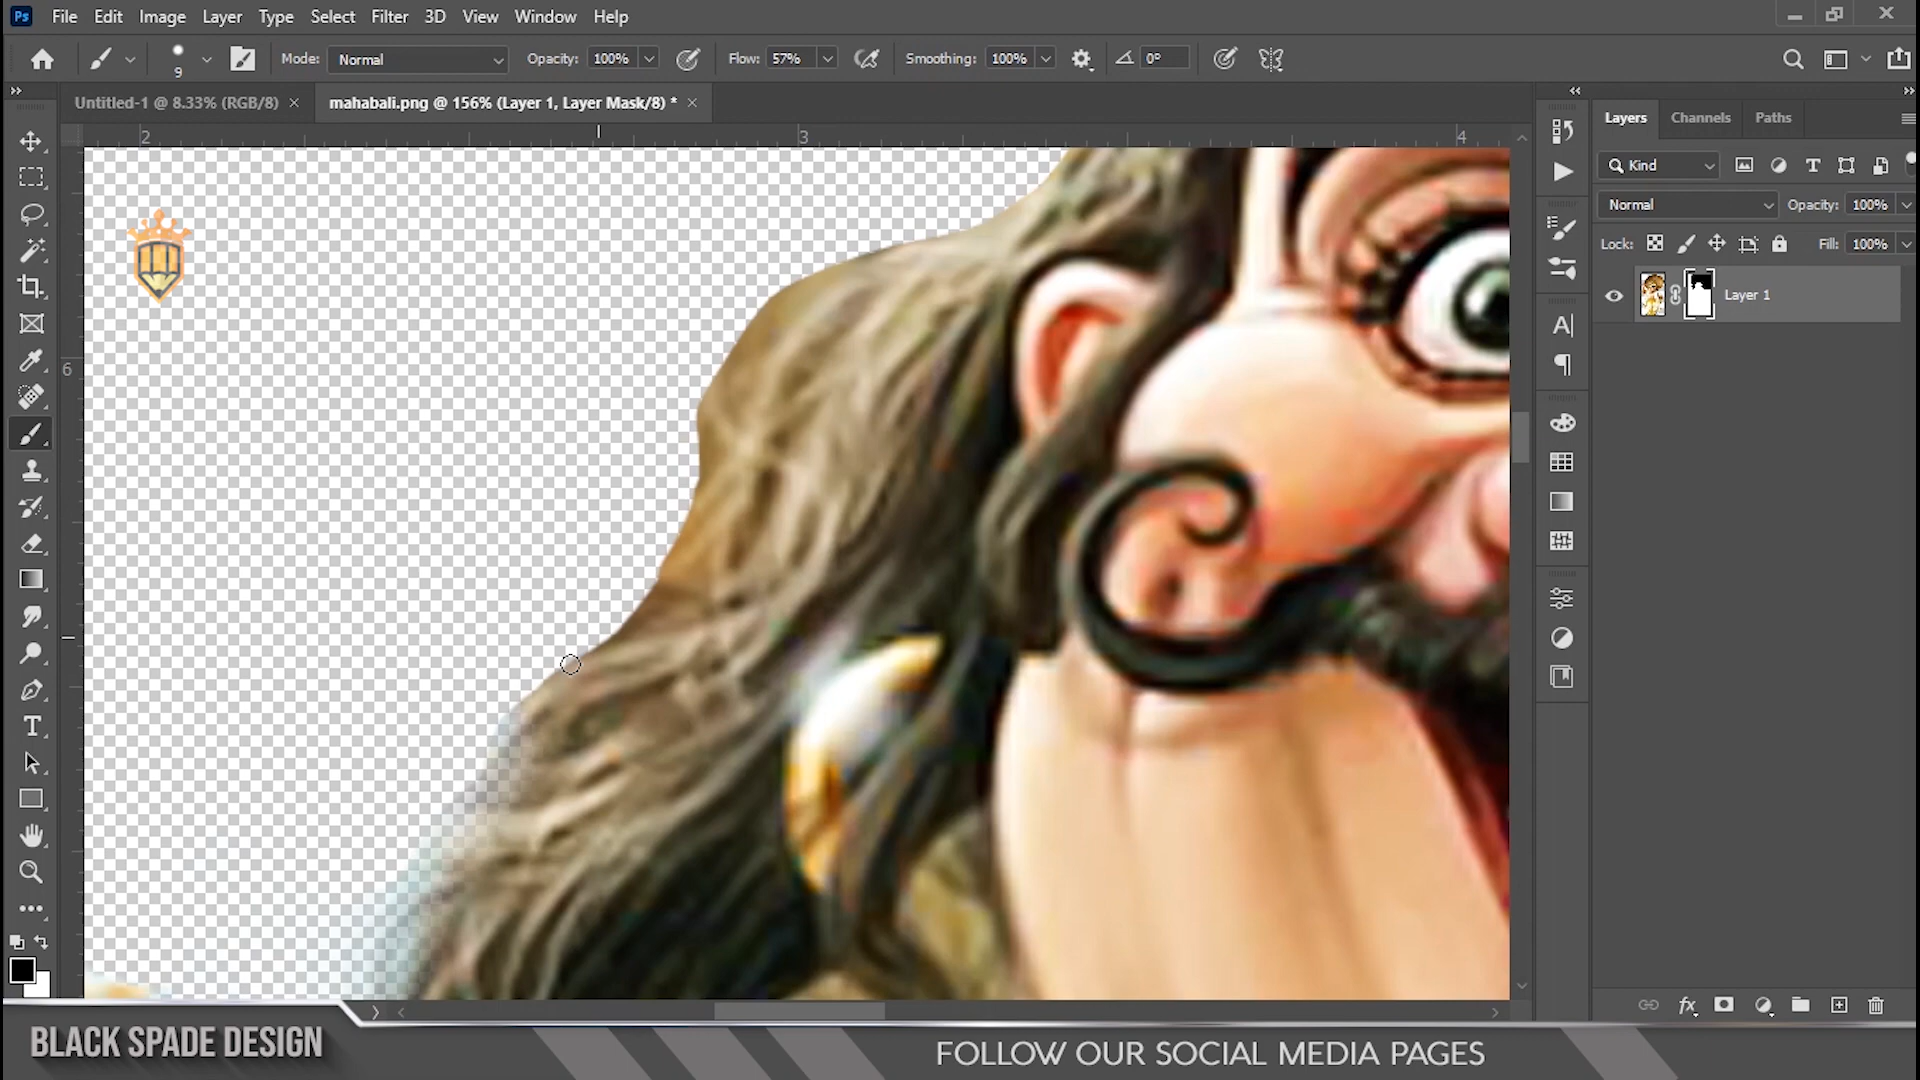 Ps File Edit Image Layer Type Select Filter 3D View Window Help
9 Mode: Normal Opacity: 100% Flow: 57% Smoothing: 100% 0°
Untitled-1 @ 8.33% (RGB/8) × mahabali.png @ 156% (Layer 1, Layer Mask/8) * ×
2 3 4
6
Layers Channels Paths
Kind
Normal Opacity: 100%
Lock: Fill: 100%
Layer 1
BLACK SPADE DESIGN
FOLLOW OUR SOCIAL MEDIA PAGES